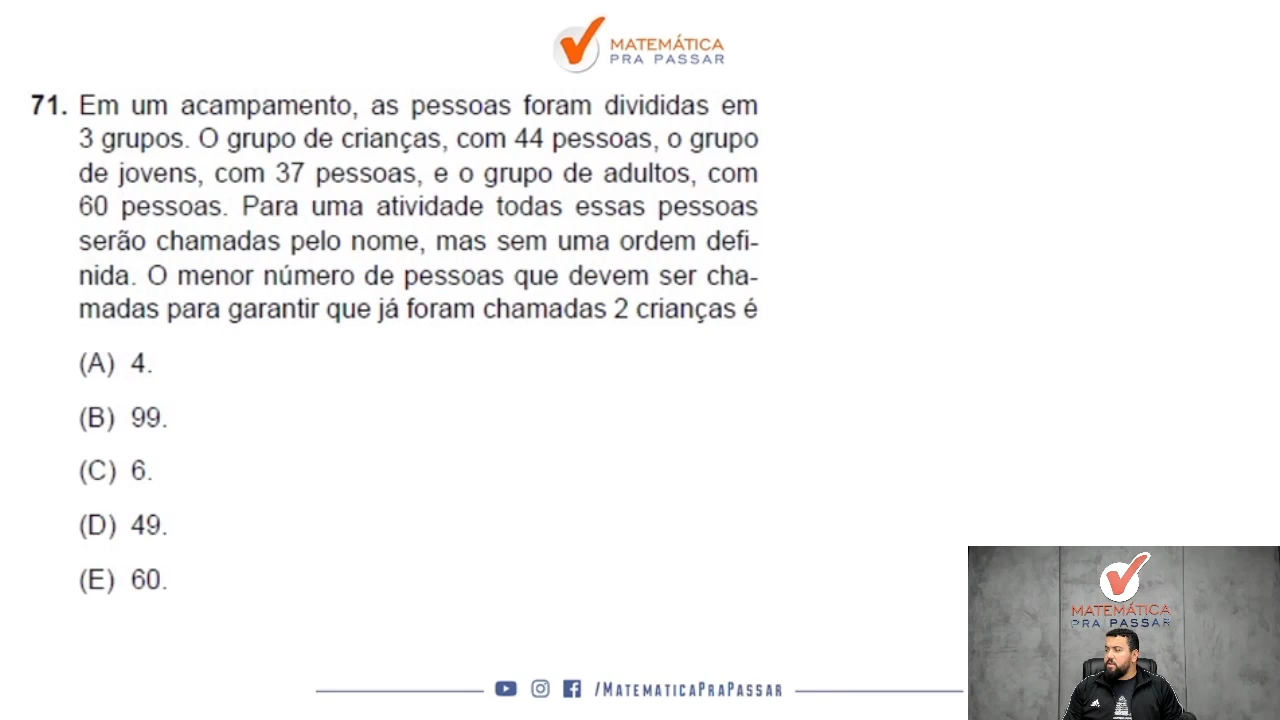 MATEMÁTICA
PRA PASSAR
71. Em um acampamento, as pessoas foram divididas em
3 grupos. O grupo de crianças, com 44 pessoas, o grupo
de jovens, com 37 pessoas, e o grupo de adultos, com
60 pessoas. Para uma atividade todas essas pessoas
serão chamadas pelo nome, mas sem uma ordem defi-
nida. O menor número de pessoas que devem ser cha-
madas para garantir que já foram chamadas 2 crianças é
(A) 4.
(B) 99.
(C) 6.
(D) 49.
(E) 60.
MATEMÁTICA
PRA PASSAR
/MATEMATICAPRAPASSAR